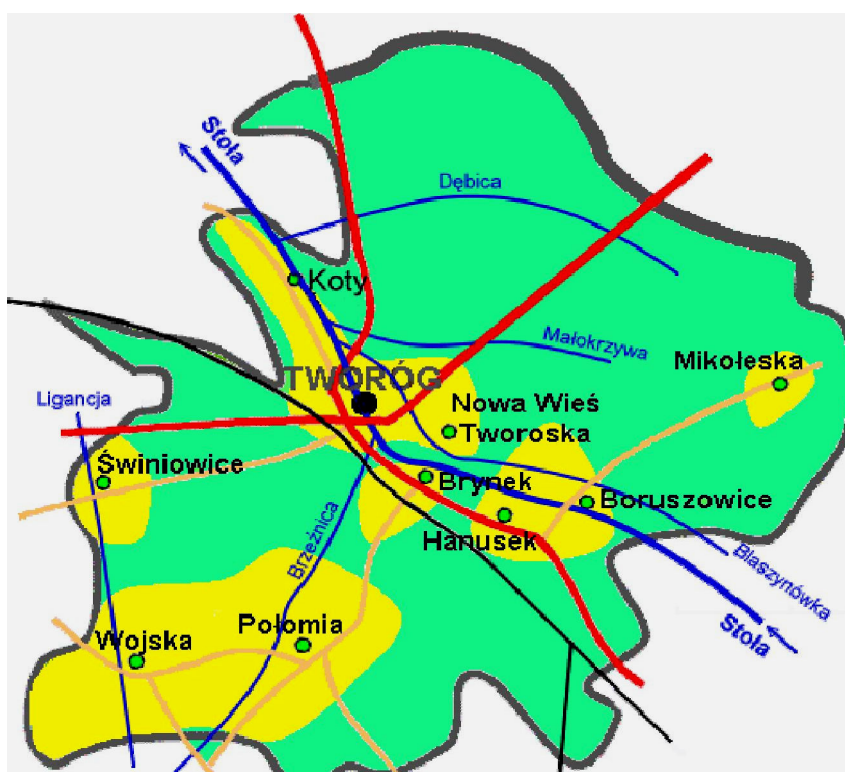 Stoła
Dębica
Koty
Małokrzywa
Mikołeska
TWORÓG
Ligancja
Nowa Wieś
Tworoska
Świniowice
Brynek
Boruszowice
Hanusek
Brzeźnica
Błaszynówka
Połomia
Wojska
Stoła